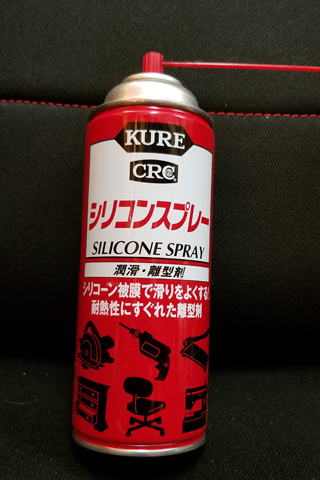 KURE
CRC
シリコンスプレー
SILICONE SPRAY
潤滑・離型剤
シリコーン被膜で滑りをよくする!
耐熱性にすぐれた離型剤